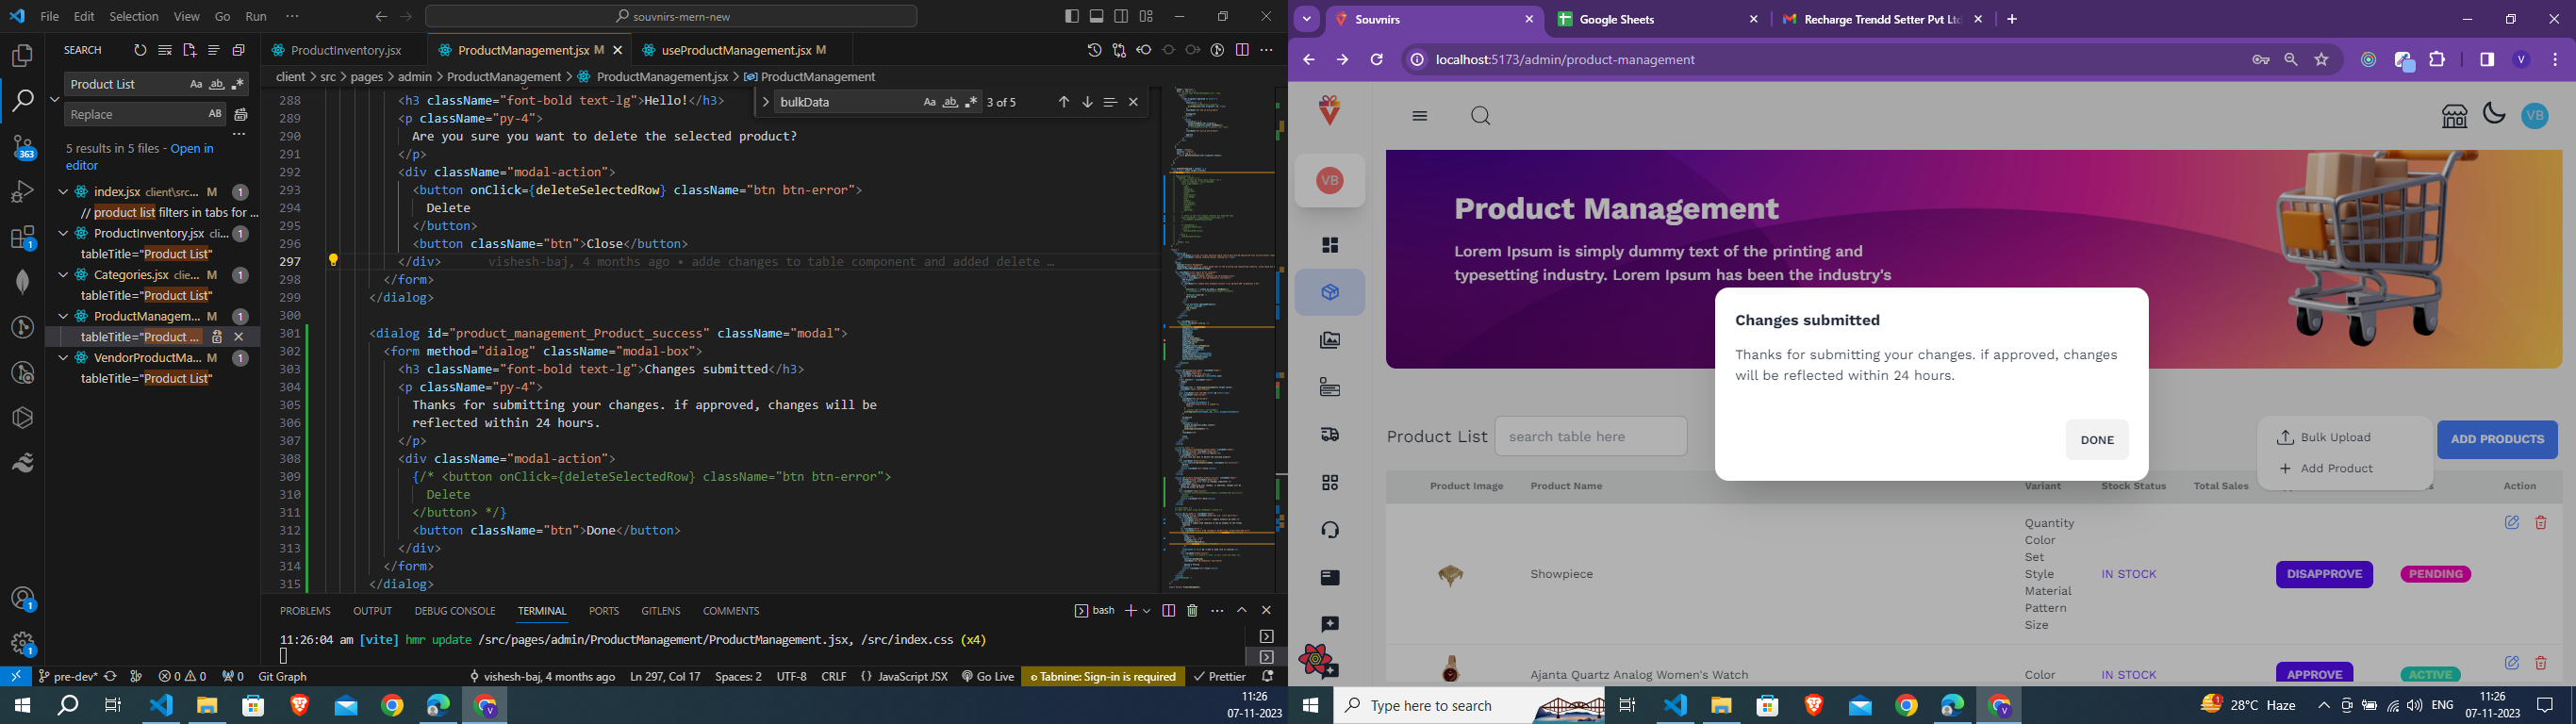 File Edit Selection View Go Run ···
souvnirs-mern-new
SEARCH
Product List
Aa
ab
Replace
AB
5 results in 5 files - Open in
editor
index.jsx client\src... M 1
// product list filters in tabs for ...
ProductInventory.jsx cli... 1
tableTitle="Product List"
Categories.jsx clie... M 1
tableTitle="Product List"
ProductManagem... M 1
tableTitle="Product ...
VendorProductMa... M 1
tableTitle="Product List"
363
1
1
1
ProductInventory.jsx
ProductManagement.jsx M
useProductManagement.jsx M
client > src > pages > admin > ProductManagement > ProductManagement.jsx > ProductManagement
bulkData
Aa
ab
3 of 5
288 <h3 className="font-bold text-lg">Hello!</h3>
289 <p className="py-4">
290 Are you sure you want to delete the selected product?
291 </p>
292 <div className="modal-action">
293 <button onClick={deleteSelectedRow} className="btn btn-error">
294 Delete
295 </button>
296 <button className="btn">Close</button>
297 </div> vishesh-baj, 4 months ago • adde changes to table component and added delete …
298 </form>
299 </dialog>
300
301 <dialog id="product_management_Product_success" className="modal">
302 <form method="dialog" className="modal-box">
303 <h3 className="font-bold text-lg">Changes submitted</h3>
304 <p className="py-4">
305 Thanks for submitting your changes. if approved, changes will be
306 reflected within 24 hours.
307 </p>
308 <div className="modal-action">
309 {/* <button onClick={deleteSelectedRow} className="btn btn-error">
310 Delete
311 </button> */}
312 <button className="btn">Done</button>
313 </div>
314 </form>
315 </dialog>
PROBLEMS OUTPUT DEBUG CONSOLE TERMINAL PORTS GITLENS COMMENTS
bash
11:26:04 am [vite] hmr update /src/pages/admin/ProductManagement/ProductManagement.jsx, /src/index.css (x4)
pre-dev* 0 0 0 Git Graph
vishesh-baj, 4 months ago Ln 297, Col 17 Spaces: 2 UTF-8 CRLF {} JavaScript JSX Go Live Tabnine: Sign-in is required Prettier
11:26
07-11-2023
Souvnirs
Google Sheets
Recharge Trendd Setter Pvt Ltd
localhost:5173/admin/product-management
V
VB
VB
Product Management
Lorem Ipsum is simply dummy text of the printing and
typesetting industry. Lorem Ipsum has been the industry's
Changes submitted
Thanks for submitting your changes. if approved, changes
will be reflected within 24 hours.
DONE
Product List
search table here
Bulk Upload
Add Product
ADD PRODUCTS
Product Image Product Name Variant Stock Status Total Sales Action
Showpiece
Quantity
Color
Set
Style
Material
Pattern
Size
IN STOCK
DISAPPROVE
PENDING
Ajanta Quartz Analog Women's Watch
Color
IN STOCK
APPROVE
ACTIVE
Type here to search
28°C Haze
ENG
11:26
07-11-2023